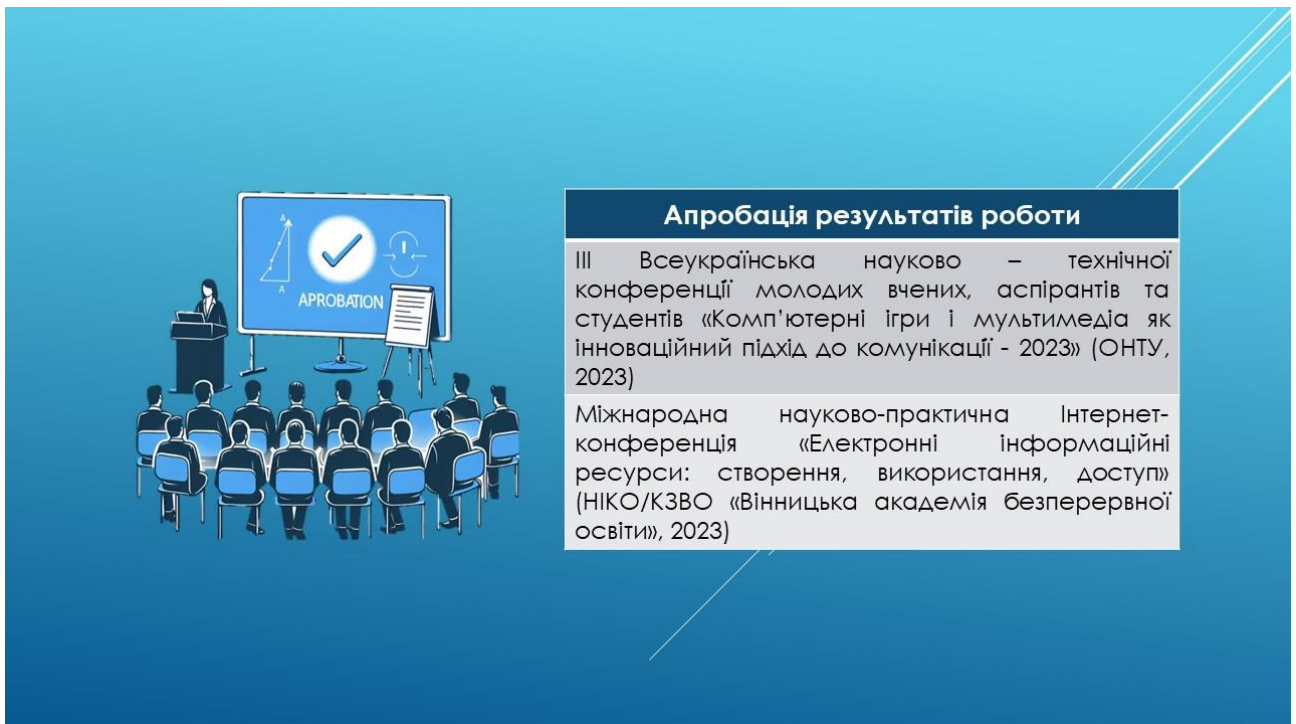 A
A
A
APROBATION
Апробація результатів роботи
ІІІ Всеукраїнська науково – технічної
конференції молодих вчених, аспірантів та
студентів «Комп’ютерні ігри і мультимедіа як
інноваційний підхід до комунікації - 2023» (ОНТУ,
2023)
Міжнародна науково-практична Інтернет-
конференція «Електронні інформаційні
ресурси: створення, використання, доступ»
(НІКО/КЗВО «Вінницька академія безперервної
освіти», 2023)